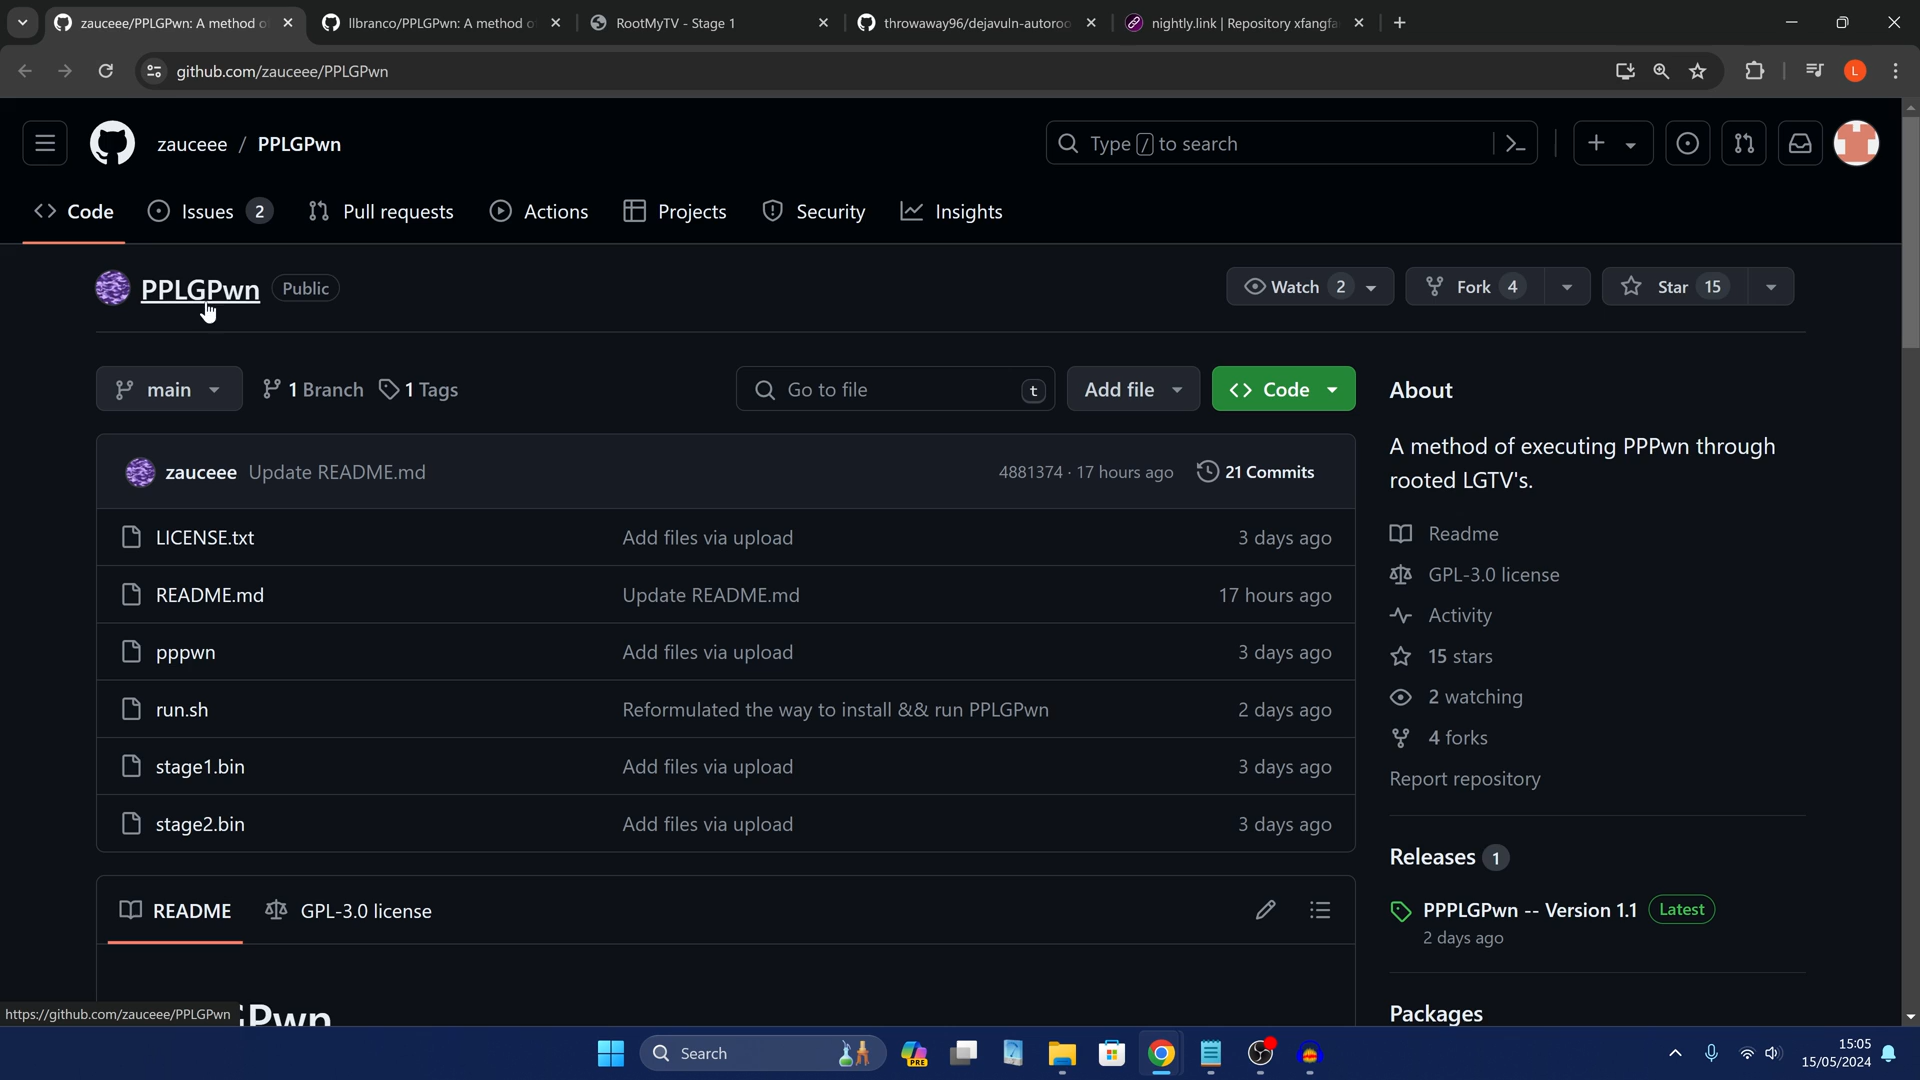 zauceee/PPLGPwn: A method o
llbranco/PPLGPwn: A method o
RootMyTV - Stage 1
throwaway96/dejavuln-autoroo
nightly.link | Repository xfangfa
github.com/zauceee/PPLGPwn
L
zauceee / PPLGPwn
Type / to search
Code
Issues 2
Pull requests
Actions
Projects
Security
Insights
PPLGPwn Public
Watch 2
Fork 4
Star 15
main
1 Branch
1 Tags
Go to file t
Add file
Code
About
A method of executing PPPwn through
rooted LGTV's.
zauceee Update README.md 4881374 · 17 hours ago 21 Commits
LICENSE.txt Add files via upload 3 days ago
README.md Update README.md 17 hours ago
pppwn Add files via upload 3 days ago
run.sh Reformulated the way to install && run PPLGPwn 2 days ago
stage1.bin Add files via upload 3 days ago
stage2.bin Add files via upload 3 days ago
Readme
GPL-3.0 license
Activity
15 stars
2 watching
4 forks
Report repository
Releases 1
PPPLGPwn -- Version 1.1 Latest
2 days ago
Packages
README
GPL-3.0 license
https://github.com/zauceee/PPLGPwn
GPwn
Search
PRE
15:05
15/05/2024